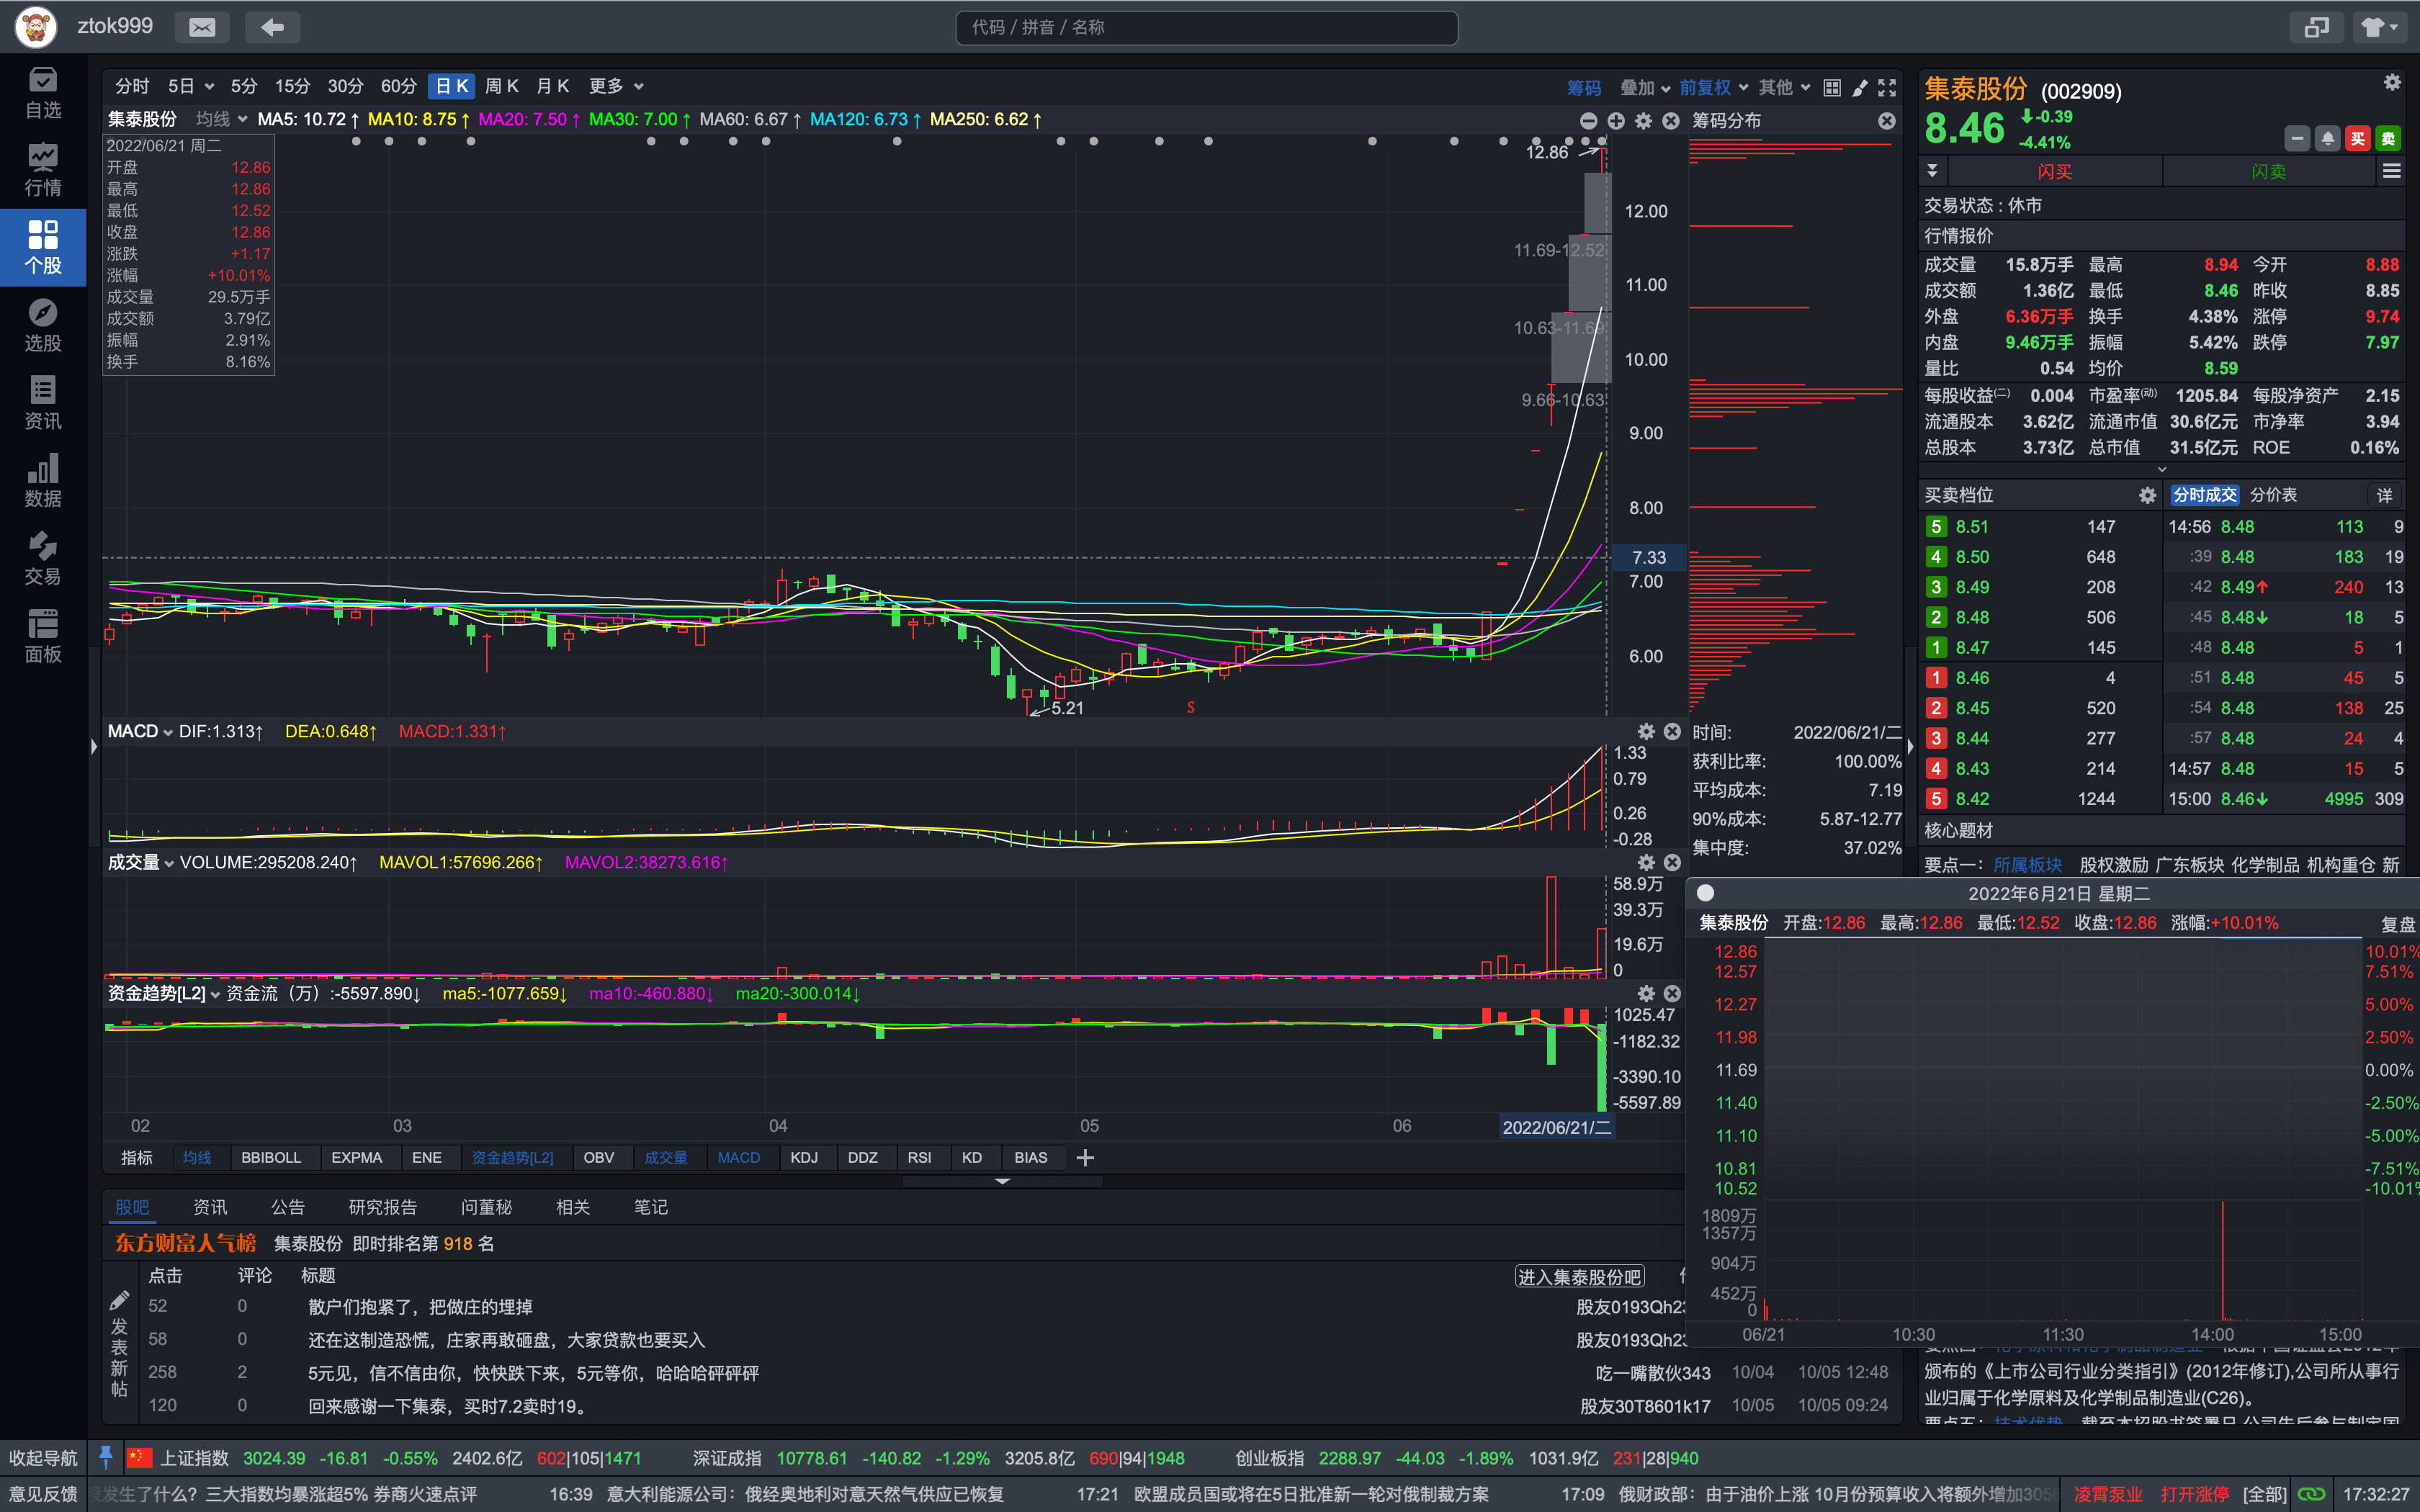 ztok999
代码 / 拼音 / 名称
自选
行情
个股
选股
资讯
数据
交易
面板
分时 5日 5分 15分 30分 60分 日K 周K 月K 更多
筹码 叠加 前复权 其他
集泰股份 均线 MA5: 10.72↑ MA10: 8.75↑ MA20: 7.50↑ MA30: 7.00↑ MA60: 6.67↑ MA120: 6.73↑ MA250: 6.62↑
筹码分布
2022/06/21 周二
开盘 12.86
最高 12.86
最低 12.52
收盘 12.86
涨跌 +1.17
涨幅 +10.01%
成交量 29.5万手
成交额 3.79亿
振幅 2.91%
换手 8.16%
12.86
11.69-12.52
10.63-11.69
9.66-10.63
5.21
S
12.00
11.00
10.00
9.00
8.00
7.33
7.00
6.00
MACD DIF:1.313↑ DEA:0.648↑ MACD:1.331↑
1.33
0.79
0.26
-0.28
成交量 VOLUME:295208.240↑ MAVOL1:57696.266↑ MAVOL2:38273.616↑
58.9万
39.3万
19.6万
0
资金趋势[L2] 资金流（万）:-5597.890↓ ma5:-1077.659↓ ma10:-460.880↓ ma20:-300.014↓
1025.47
-1182.32
-3390.10
-5597.89
02 03 04 05 06 2022/06/21/二
时间: 2022/06/21/二
获利比率: 100.00%
平均成本: 7.19
90%成本: 5.87-12.77
集中度: 37.02%
指标 均线 BBIBOLL EXPMA ENE 资金趋势[L2] OBV 成交量 MACD KDJ DDZ RSI KD BIAS
股吧 资讯 公告 研究报告 问董秘 相关 笔记
东方财富人气榜 集泰股份 即时排名第 918 名
点击 评论 标题 进入集泰股份吧
发表新帖
52 0 散户们抱紧了，把做庄的埋掉 股友0193Qh23
58 0 还在这制造恐慌，庄家再敢砸盘，大家贷款也要买入 股友0193Qh23
258 2 5元见，信不信由你，快快跌下来，5元等你，哈哈哈砰砰砰 吃一嘴散伙343 10/04 10/05 12:48
120 0 回来感谢一下集泰，买时7.2卖时19。 股友30T8601k17 10/05 10/05 09:24
集泰股份 (002909)
8.46 -0.39
-4.41%
买 卖
闪买 闪卖
交易状态 : 休市
行情报价
成交量 15.8万手 最高 8.94 今开 8.88
成交额 1.36亿 最低 8.46 昨收 8.85
外盘 6.36万手 换手 4.38% 涨停 9.74
内盘 9.46万手 振幅 5.42% 跌停 7.97
量比 0.54 均价 8.59
每股收益(二) 0.004 市盈率(动) 1205.84 每股净资产 2.15
流通股本 3.62亿 流通市值 30.6亿元 市净率 3.94
总股本 3.73亿 总市值 31.5亿元 ROE 0.16%
买卖档位 分时成交 分价表 详
5 8.51 147 14:56 8.48 113 9
4 8.50 648 :39 8.48 183 19
3 8.49 208 :42 8.49↑ 240 13
2 8.48 506 :45 8.48↓ 18 5
1 8.47 145 :48 8.48 5 1
1 8.46 4 :51 8.48 45 5
2 8.45 520 :54 8.48 138 25
3 8.44 277 :57 8.48 24 4
4 8.43 214 14:57 8.48 15 5
5 8.42 1244 15:00 8.46↓ 4995 309
核心题材
要点一： 所属板块 股权激励 广东板块 化学制品 机构重仓 新
2022年6月21日 星期二
集泰股份 开盘:12.86 最高:12.86 最低:12.52 收盘:12.86 涨幅:+10.01% 复盘
12.86 10.01%
12.57 7.51%
12.27 5.00%
11.98 2.50%
11.69 0.00%
11.40 -2.50%
11.10 -5.00%
10.81 -7.51%
10.52 -10.01%
1809万
1357万
904万
452万
0
06/21 10:30 11:30 14:00 15:00
颁布的《上市公司行业分类指引》(2012年修订),公司所从事行
业归属于化学原料及化学制品制造业(C26)。
要点五： 技术优势 截至本招股书签署日,公司先后参与制定国
收起导航 上证指数 3024.39 -16.81 -0.55% 2402.6亿 602|105|1471 深证成指 10778.61 -140.82 -1.29% 3205.8亿 690|94|1948 创业板指 2288.97 -44.03 -1.89% 1031.9亿 231|28|940
意见反馈 发生了什么？三大指数均暴涨超5% 券商火速点评 16:39 意大利能源公司：俄经奥地利对意天然气供应已恢复 17:21 欧盟成员国或将在5日批准新一轮对俄制裁方案 17:09 俄财政部：由于油价上涨 10月份预算收入将额外增加305 凌霄泵业 打开涨停 [全部] 17:32:27